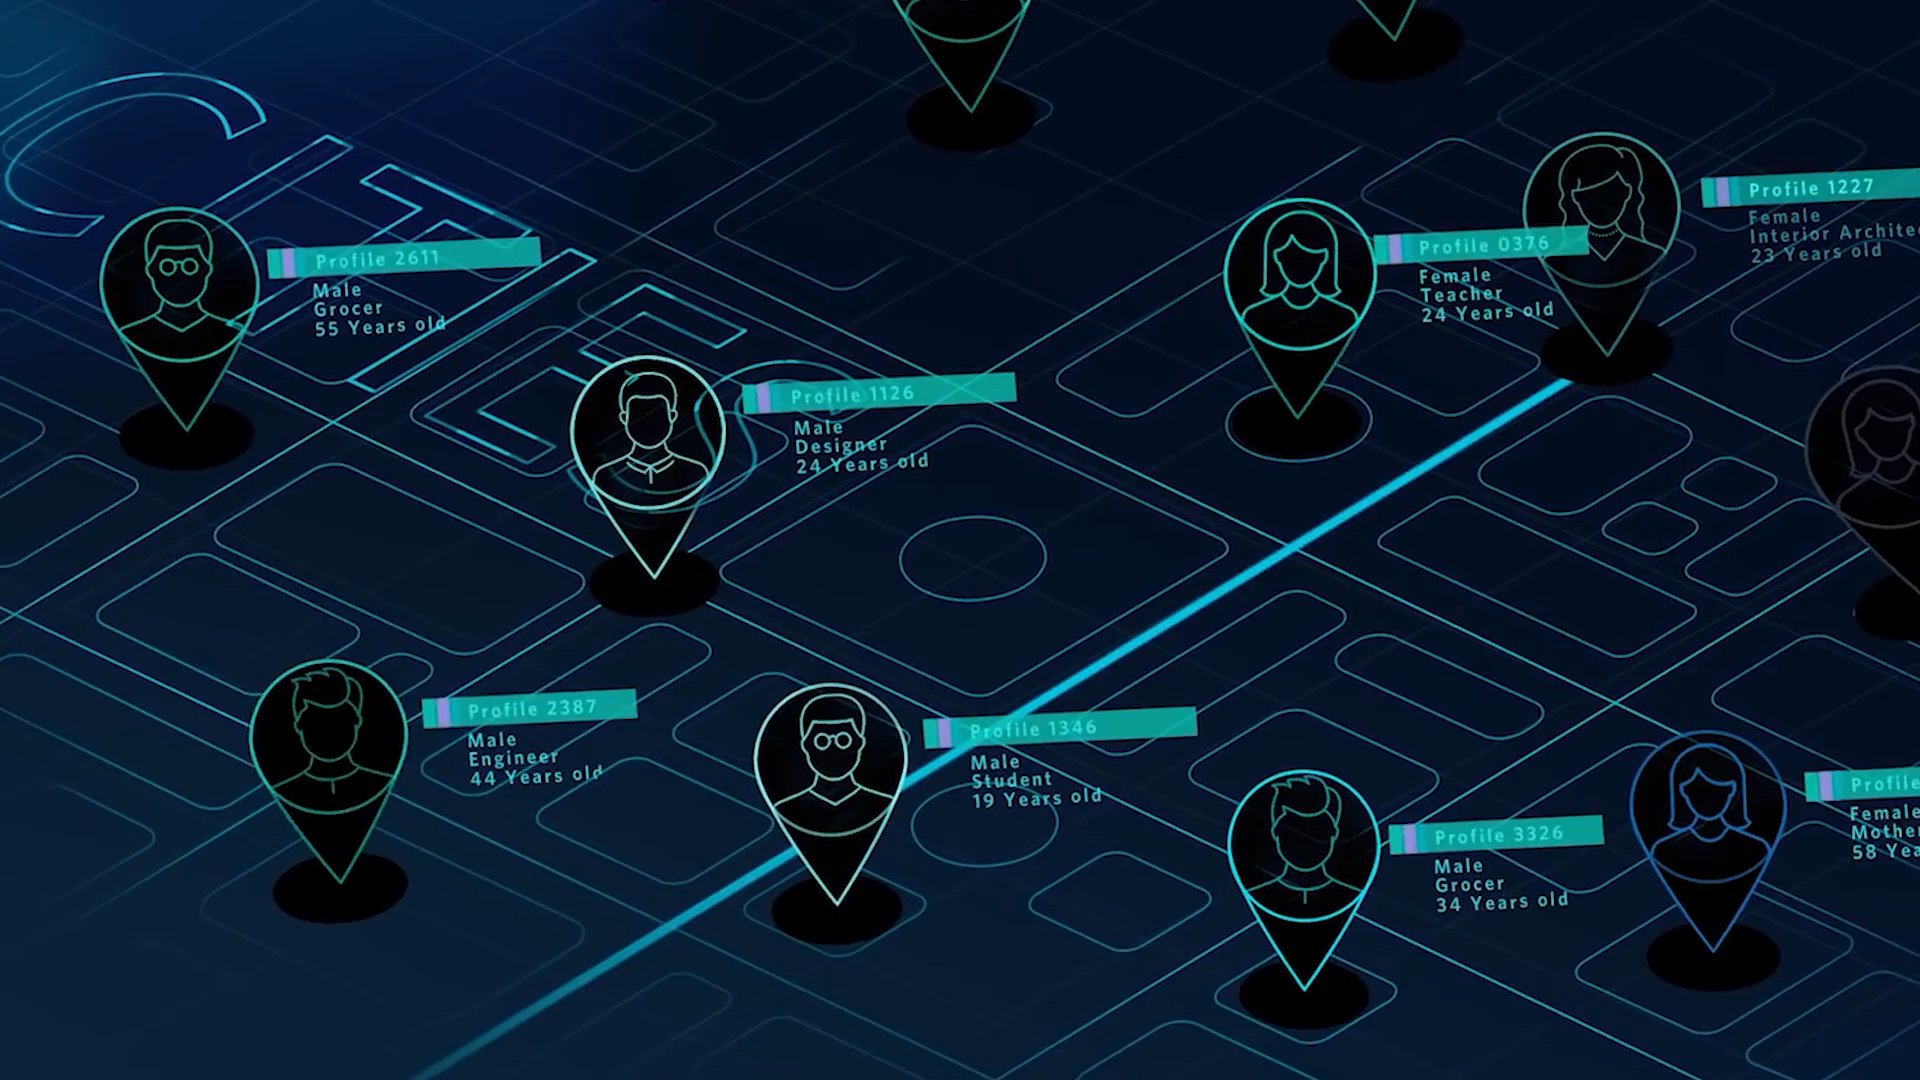 CITIES
Profile 2611
Male
Grocer
55 Years old
Profile 1126
Male
Designer
24 Years old
Profile 0376
Female
Teacher
24 Years old
Profile 1227
Female
Interior Archite
23 Years old
Profile 2387
Male
Engineer
44 Years old
Profile 1346
Male
Student
19 Years old
Profile 3326
Male
Grocer
34 Years old
Profile
Female
Mother
58 Yea